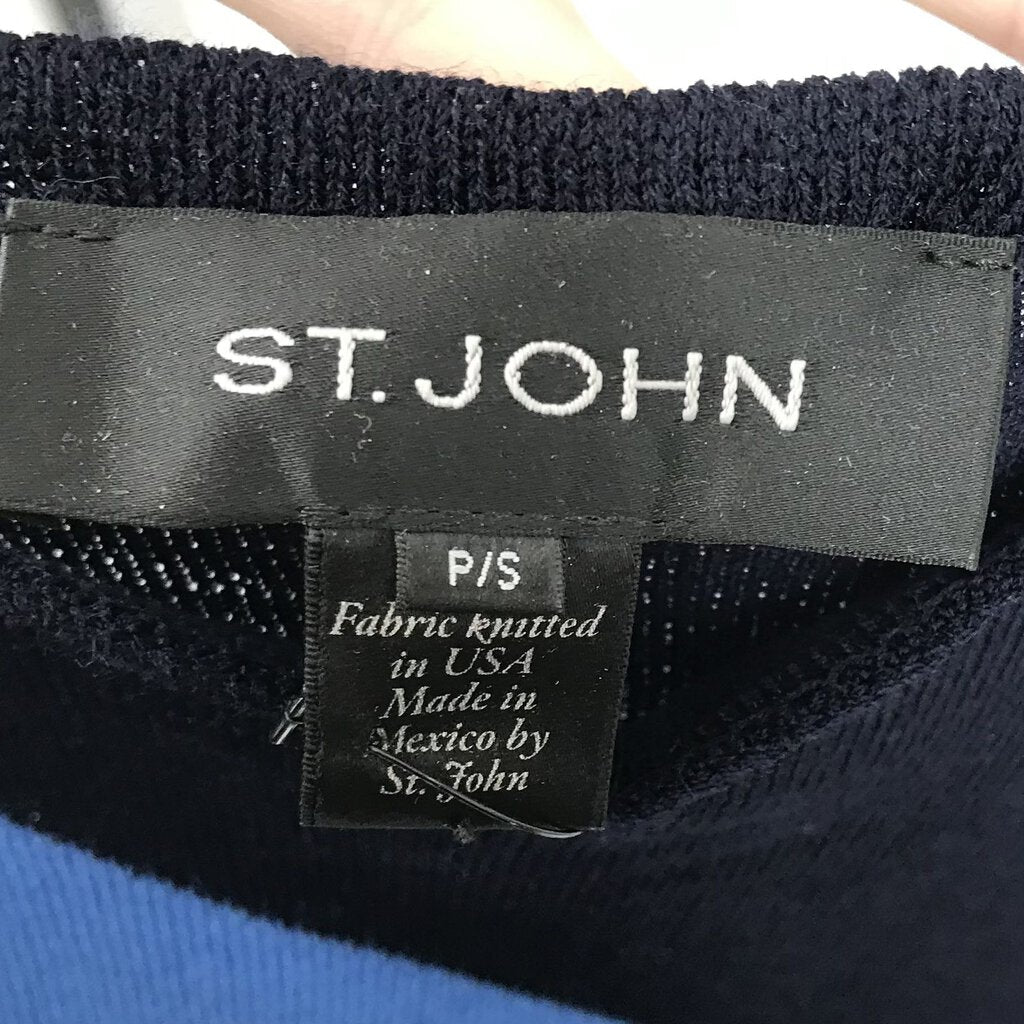 ST. JOHN
P/S
Fabric knitted
in USA
Made in
Mexico by
St. John